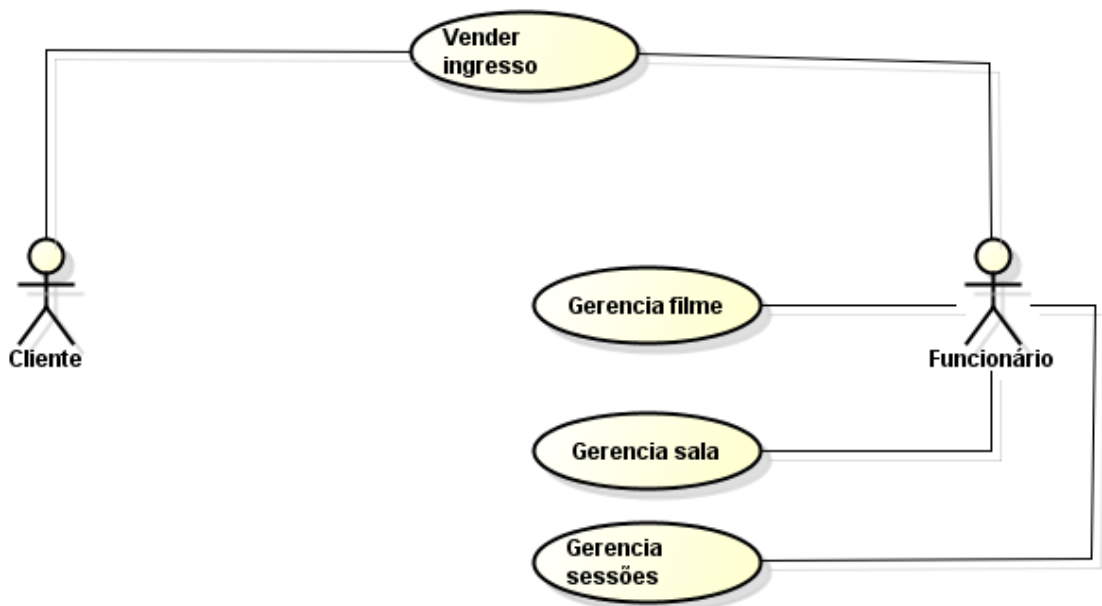 Vender
ingresso
Gerencia filme
Cliente
Funcionário
Gerencia sala
Gerencia
sessões